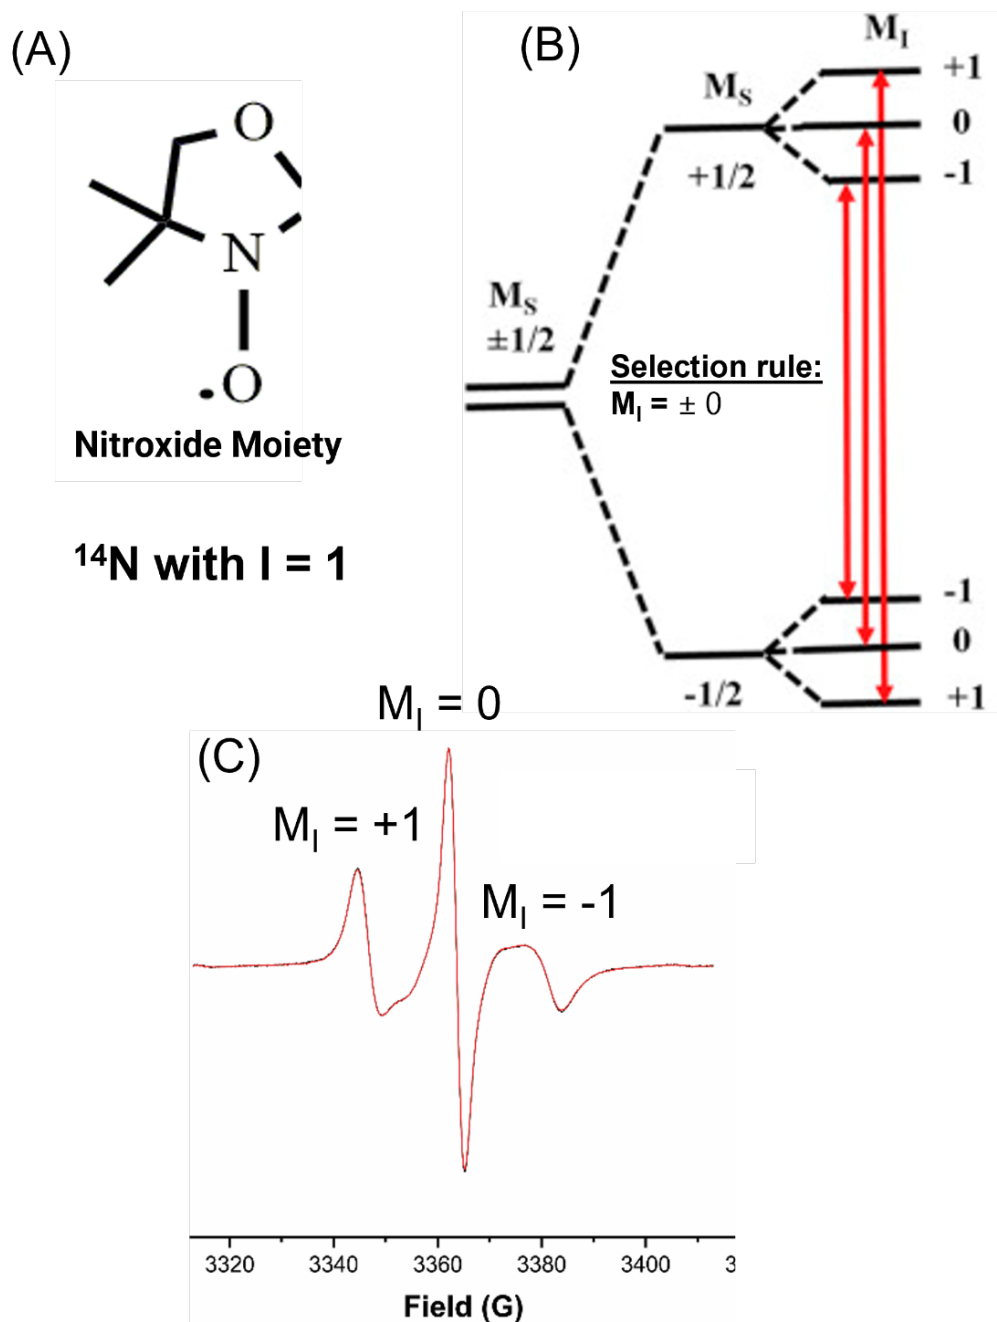 (A)
O
N
•O
Nitroxide Moiety
¹⁴N with I = 1
(B)
M_I
M_S
+1
0
-1
+1/2
M_S
±1/2
Selection rule:
M_I = ± 0
-1
0
+1
-1/2
(C)
M_I = 0
M_I = +1
M_I = -1
3320 3340 3360 3380 3400 3
Field (G)